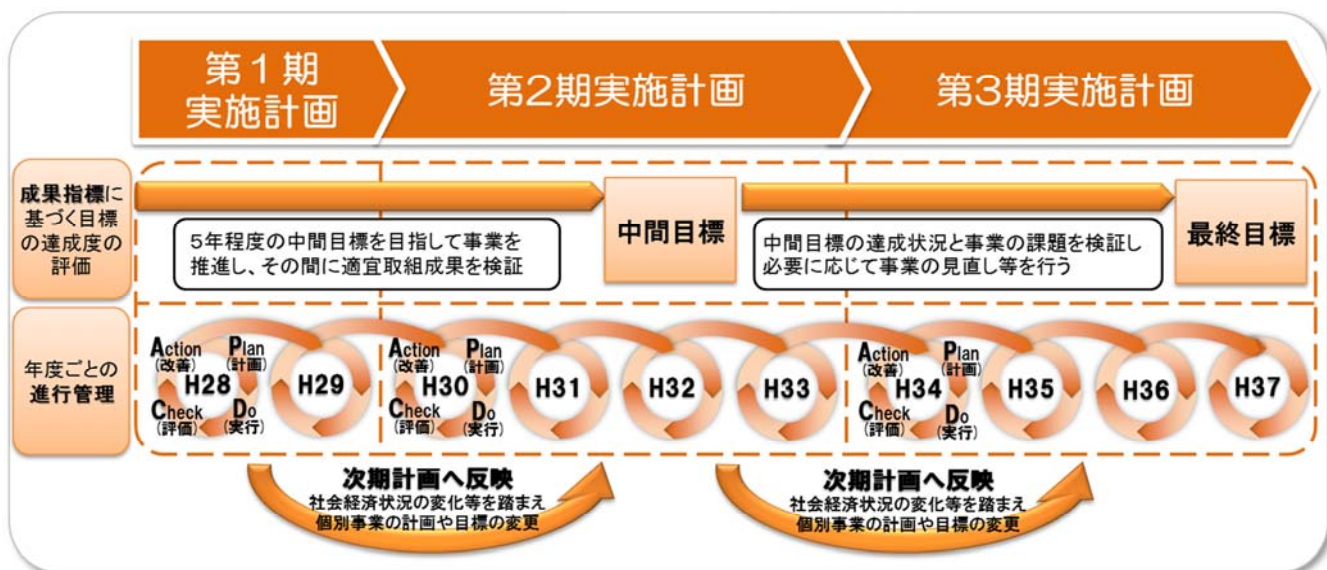 第1期
実施計画
第2期実施計画
第3期実施計画
成果指標に
基づく目標
の達成度の
評価
5年程度の中間目標を目指して事業を
推進し、その間に適宜取組成果を検証
中間目標
中間目標の達成状況と事業の課題を検証し
必要に応じて事業の見直し等を行う
最終目標
年度ごとの
進行管理
Action
(改善)
Plan
(計画)
H28
Check
(評価)
Do
(実行)
H29
Action
(改善)
Plan
(計画)
H30
Check
(評価)
Do
(実行)
H31
H32
H33
Action
(改善)
Plan
(計画)
H34
Check
(評価)
Do
(実行)
H35
H36
H37
次期計画へ反映
社会経済状況の変化等を踏まえ
個別事業の計画や目標の変更
次期計画へ反映
社会経済状況の変化等を踏まえ
個別事業の計画や目標の変更